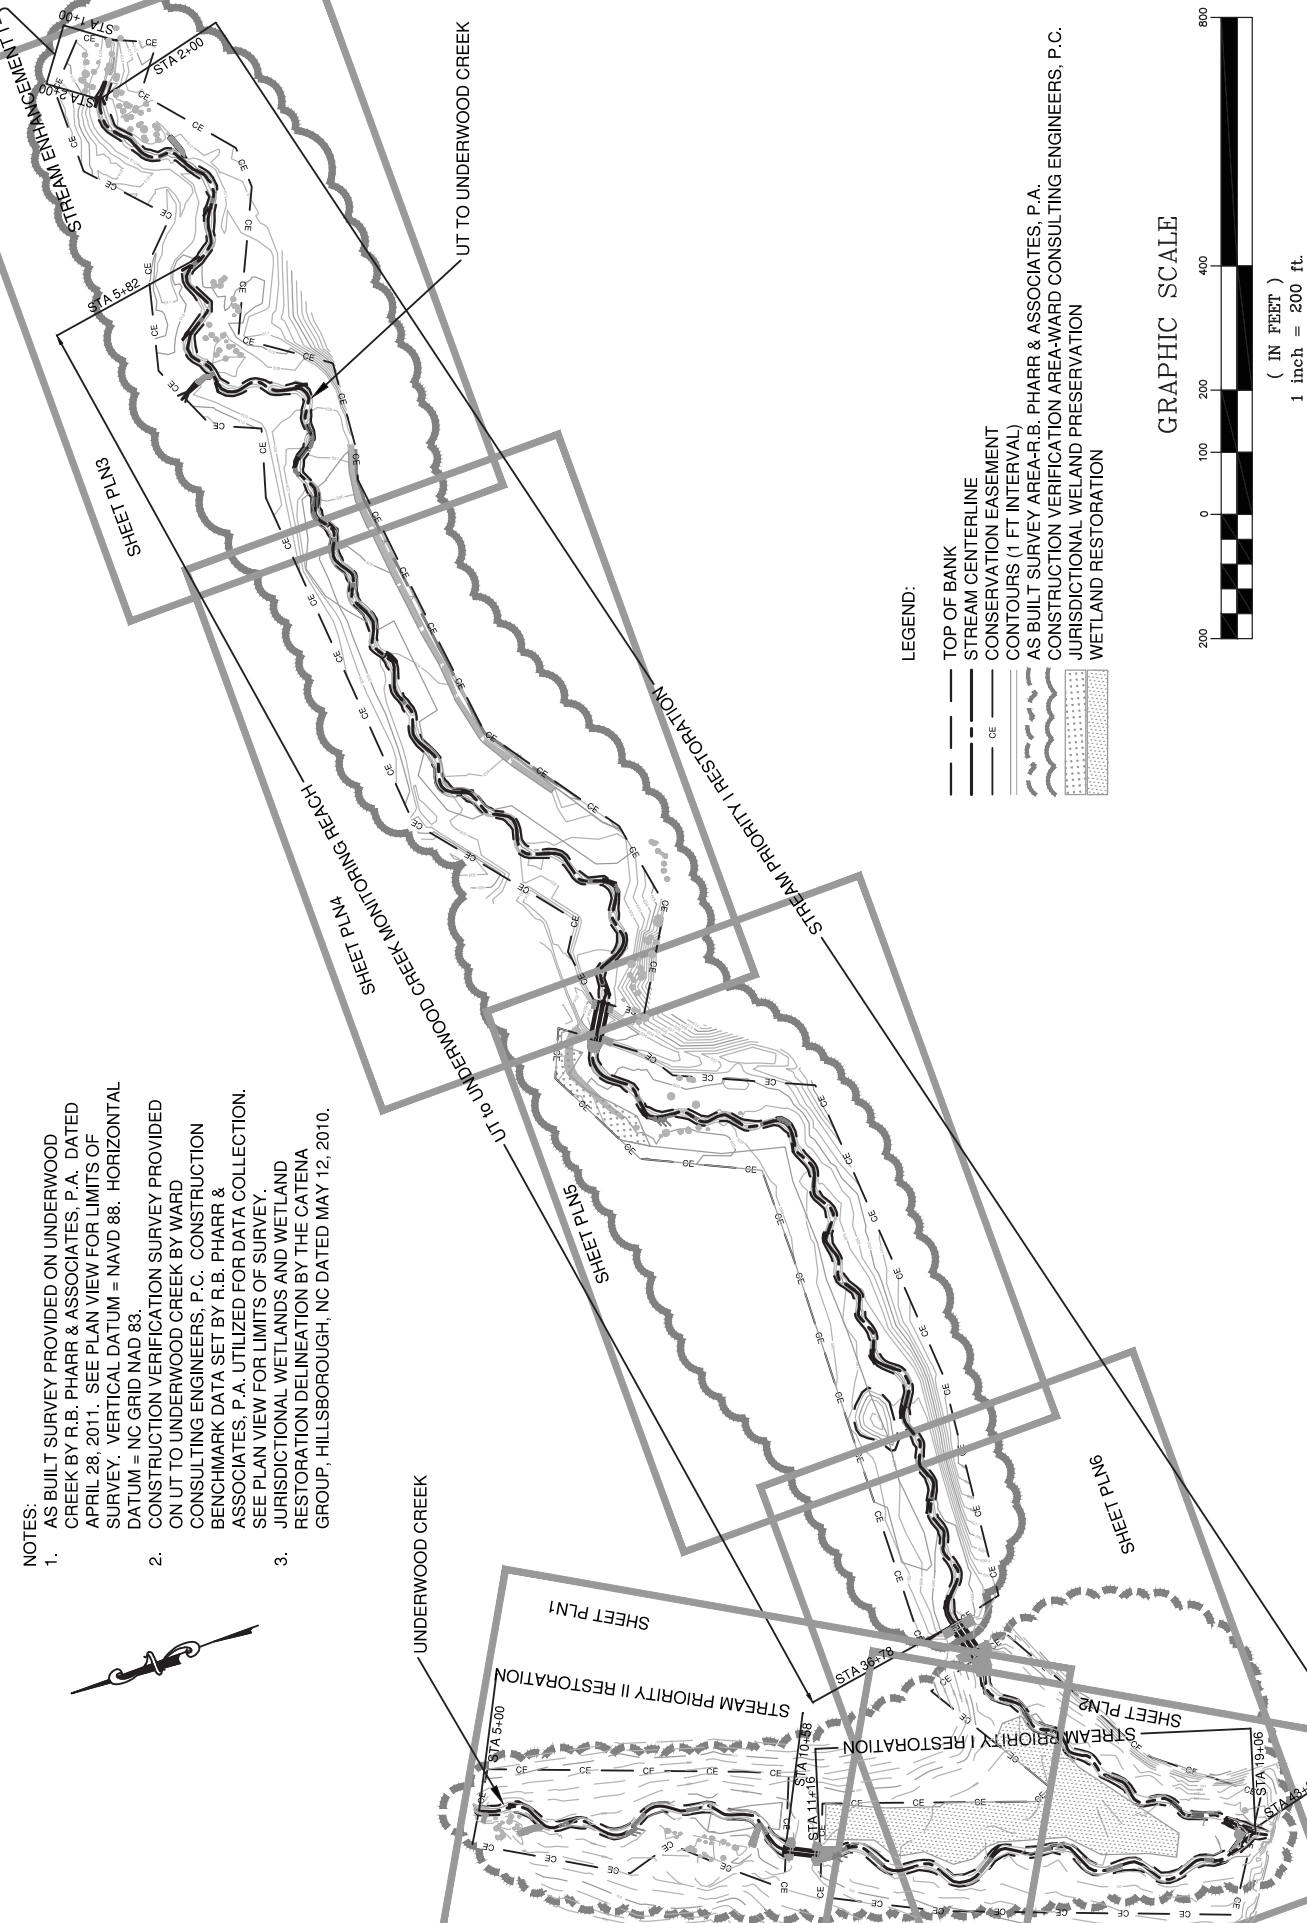 NOTES:
1. AS BUILT SURVEY PROVIDED ON UNDERWOOD
CREEK BY R.B. PHARR & ASSOCIATES, P.A. DATED
APRIL 28, 2011. SEE PLAN VIEW FOR LIMITS OF
SURVEY. VERTICAL DATUM = NAVD 88. HORIZONTAL
DATUM = NC GRID NAD 83.
2. CONSTRUCTION VERIFICATION SURVEY PROVIDED
ON UT TO UNDERWOOD CREEK BY WARD
CONSULTING ENGINEERS, P.C. CONSTRUCTION
BENCHMARK DATA SET BY R.B. PHARR &
ASSOCIATES, P.A. UTILIZED FOR DATA COLLECTION.
SEE PLAN VIEW FOR LIMITS OF SURVEY.
3. JURISDICTIONAL WETLANDS AND WETLAND
RESTORATION DELINEATION BY THE CATENA
GROUP, HILLSBOROUGH, NC DATED MAY 12, 2010.
STREAM ENHANCEMENT
STA 1+00
STA 2+00
STA 2+00
STA 5+82
SHEET PLN3
UT TO UNDERWOOD CREEK
SHEET PLN4
UT to UNDERWOOD CREEK MONITORING REACH
STREAM PRIORITY I RESTORATION
SHEET PLN5
SHEET PLN6
UNDERWOOD CREEK
SHEET PLN1
STREAM PRIORITY II RESTORATION
STA 5+00
STA 10+58
STA 11+16
STA 36+78
STREAM PRIORITY I RESTORATION
SHEET PLN2
STA 19+06
LEGEND:
TOP OF BANK
STREAM CENTERLINE
CE CONSERVATION EASEMENT
CONTOURS (1 FT INTERVAL)
AS BUILT SURVEY AREA-R.B. PHARR & ASSOCIATES, P.A.
CONSTRUCTION VERIFICATION AREA-WARD CONSULTING ENGINEERS, P.C.
JURISDICTIONAL WELAND PRESERVATION
WETLAND RESTORATION
GRAPHIC SCALE
200 0 100 200 400 800
( IN FEET )
1 inch = 200 ft.